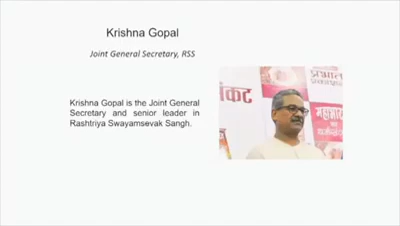 Krishna Gopal
Joint General Secretary, RSS
Krishna Gopal is the Joint General
Secretary and senior leader in
Rashtriya Swayamsevak Sangh.